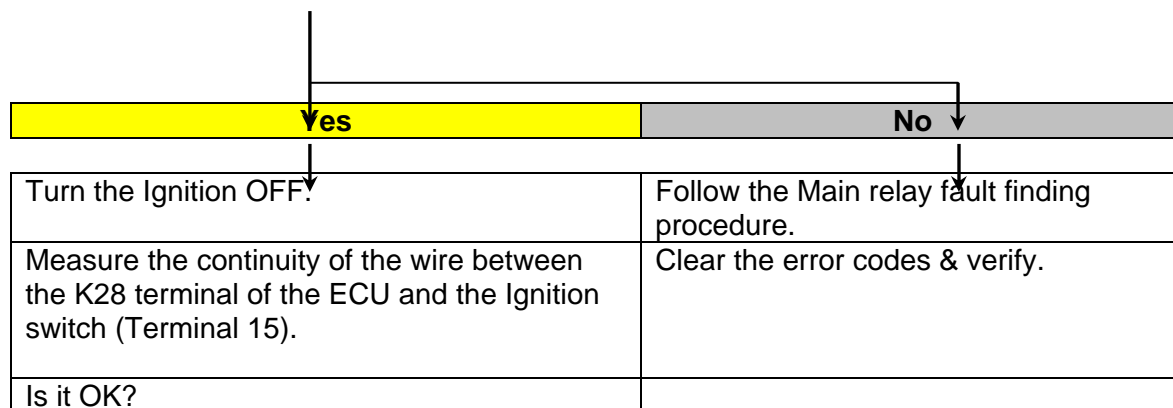 Yes
No
Turn the Ignition OFF.
Follow the Main relay fault finding
procedure.
Measure the continuity of the wire between
the K28 terminal of the ECU and the Ignition
switch (Terminal 15).
Clear the error codes & verify.
Is it OK?